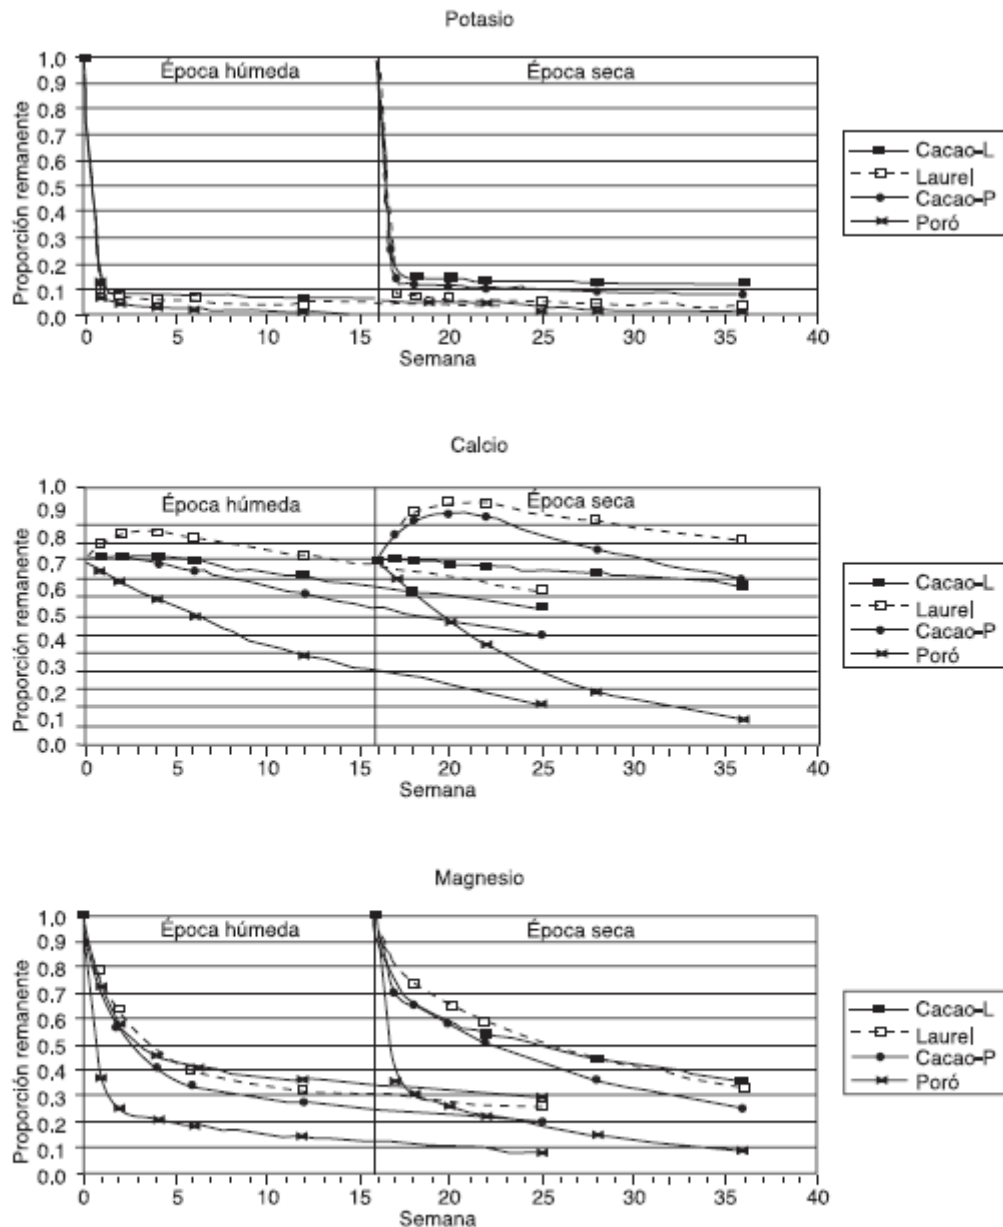 Potasio
Proporción remanente
1.0
0.9
0.8
0.7
0.6
0.5
0.4
0.3
0.2
0.1
0.0
Época húmeda
Época seca
0 5 10 15 20 25 30 35 40
Semana
Cacao-L
Laurel
Cacao-P
Poró
Calcio
Proporción remanente
1.0
0.9
0.8
0.7
0.6
0.5
0.4
0.3
0.2
0.1
0.0
Época húmeda
Época seca
0 5 10 15 20 25 30 35 40
Semana
Cacao-L
Laurel
Cacao-P
Poró
Magnesio
Proporción remanente
1.0
0.9
0.8
0.7
0.6
0.5
0.4
0.3
0.2
0.1
0.0
Época húmeda
Época seca
0 5 10 15 20 25 30 35 40
Semana
Cacao-L
Laurel
Cacao-P
Poró